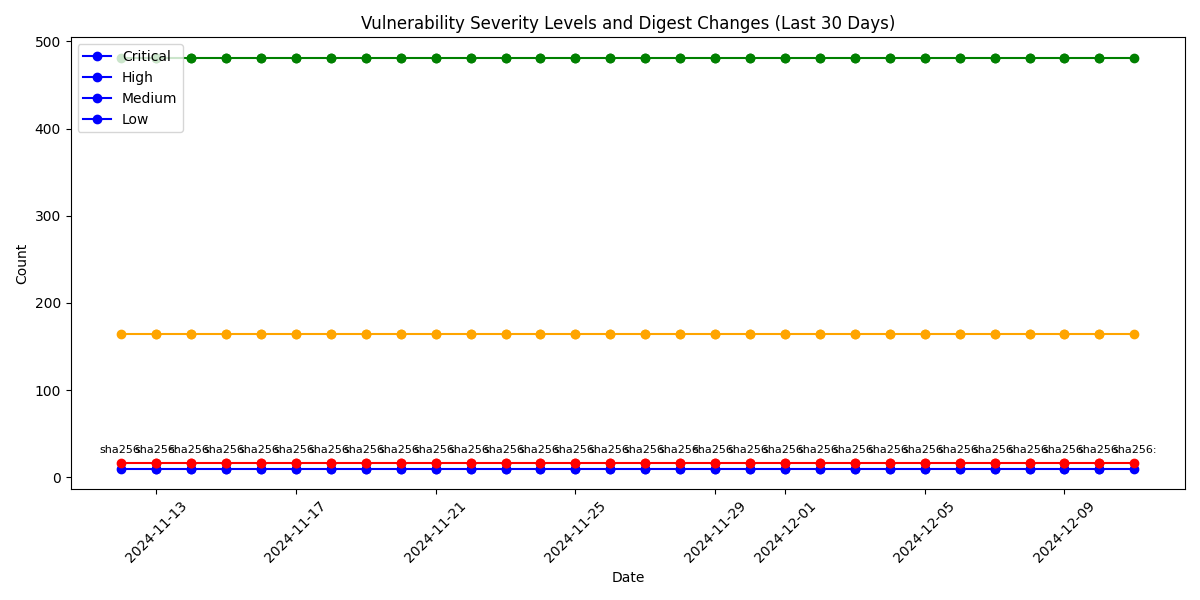 Vulnerability Severity Levels and Digest Changes (Last 30 Days)
Critical
High
Medium
Low
500
400
300
200
100
0
Count
sha256: sha256: sha256: sha256: sha256: sha256: sha256: sha256: sha256: sha256: sha256: sha256: sha256: sha256: sha256: sha256: sha256: sha256: sha256: sha256: sha256: sha256: sha256: sha256: sha256: sha256: sha256: sha256: sha256: sha256:
2024-11-13
2024-11-17
2024-11-21
2024-11-25
2024-11-29
2024-12-01
2024-12-05
2024-12-09
Date